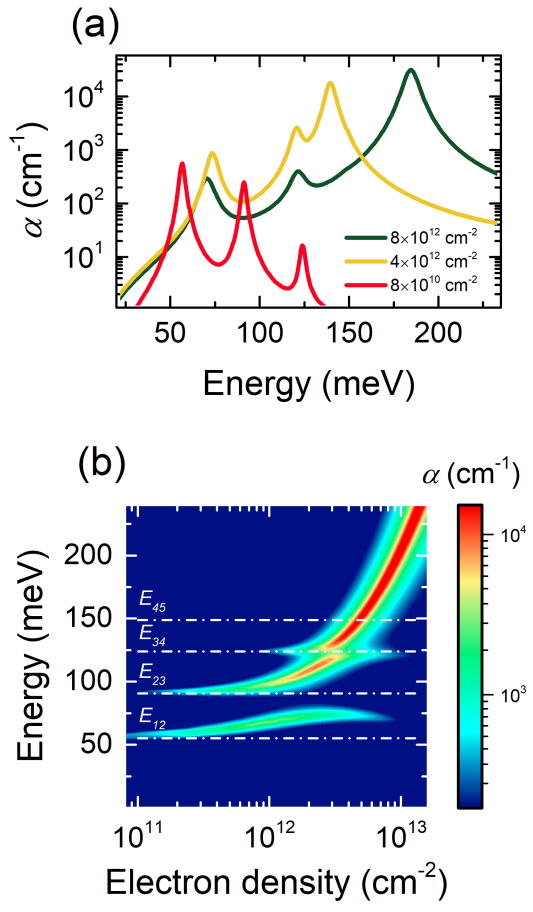 (a)
α (cm⁻¹)
10⁴
10³
10²
10¹
8×10¹² cm⁻²
4×10¹² cm⁻²
8×10¹⁰ cm⁻²
50 100 150 200
Energy (meV)
(b)
α (cm⁻¹)
Energy (meV)
200
150
100
50
E₄₅
E₃₄
E₂₃
E₁₂
10⁴
10³
10¹¹ 10¹² 10¹³
Electron density (cm⁻²)